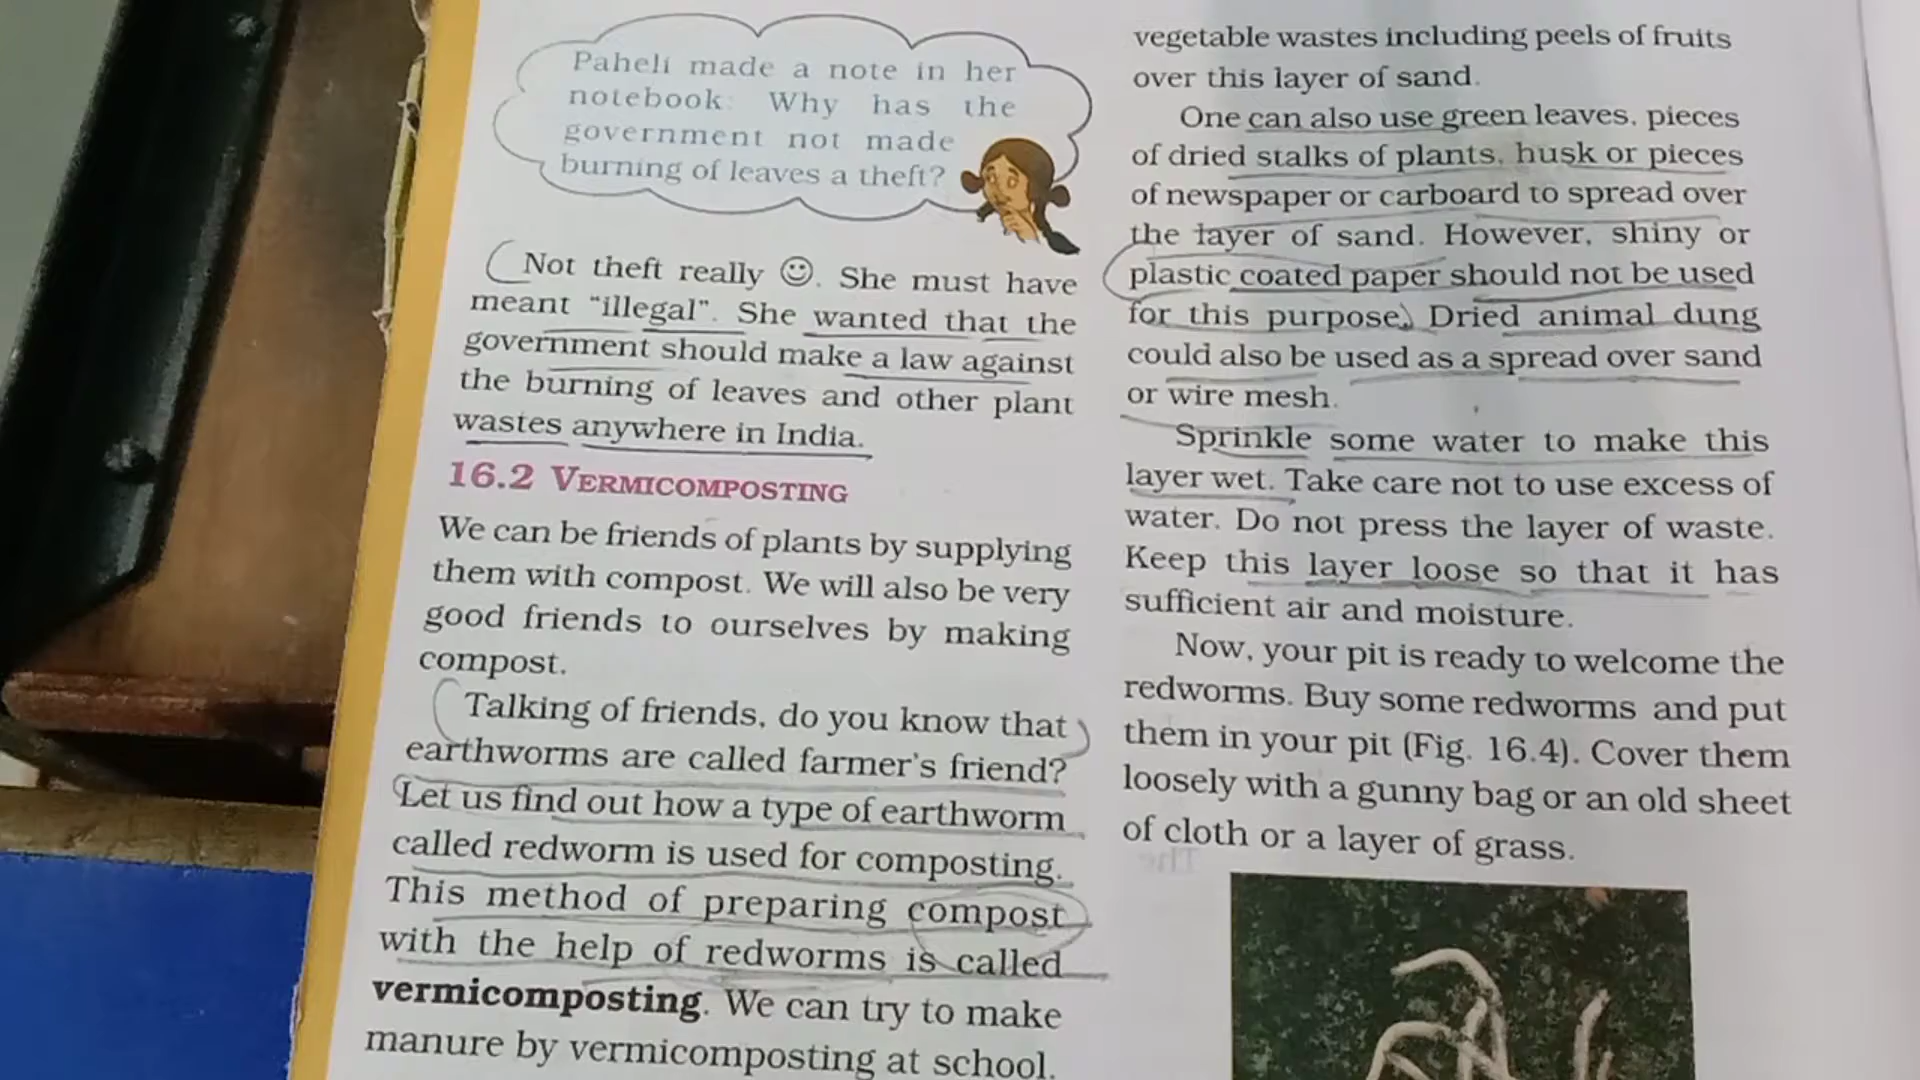 Paheli made a note in her
notebook: Why has the
government not made
burning of leaves a theft?
Not theft really ☺. She must have
meant “illegal”. She wanted that the
government should make a law against
the burning of leaves and other plant
wastes anywhere in India.
16.2 VERMICOMPOSTING
We can be friends of plants by supplying
them with compost. We will also be very
good friends to ourselves by making
compost.
Talking of friends, do you know that
earthworms are called farmer's friend?
Let us find out how a type of earthworm
called redworm is used for composting.
This method of preparing compost
with the help of redworms is called
vermicomposting. We can try to make
manure by vermicomposting at school.
vegetable wastes including peels of fruits
over this layer of sand.
One can also use green leaves, pieces
of dried stalks of plants, husk or pieces
of newspaper or carboard to spread over
the layer of sand. However, shiny or
plastic coated paper should not be used
for this purpose. Dried animal dung
could also be used as a spread over sand
or wire mesh.
Sprinkle some water to make this
layer wet. Take care not to use excess of
water. Do not press the layer of waste.
Keep this layer loose so that it has
sufficient air and moisture.
Now, your pit is ready to welcome the
redworms. Buy some redworms and put
them in your pit (Fig. 16.4). Cover them
loosely with a gunny bag or an old sheet
of cloth or a layer of grass.